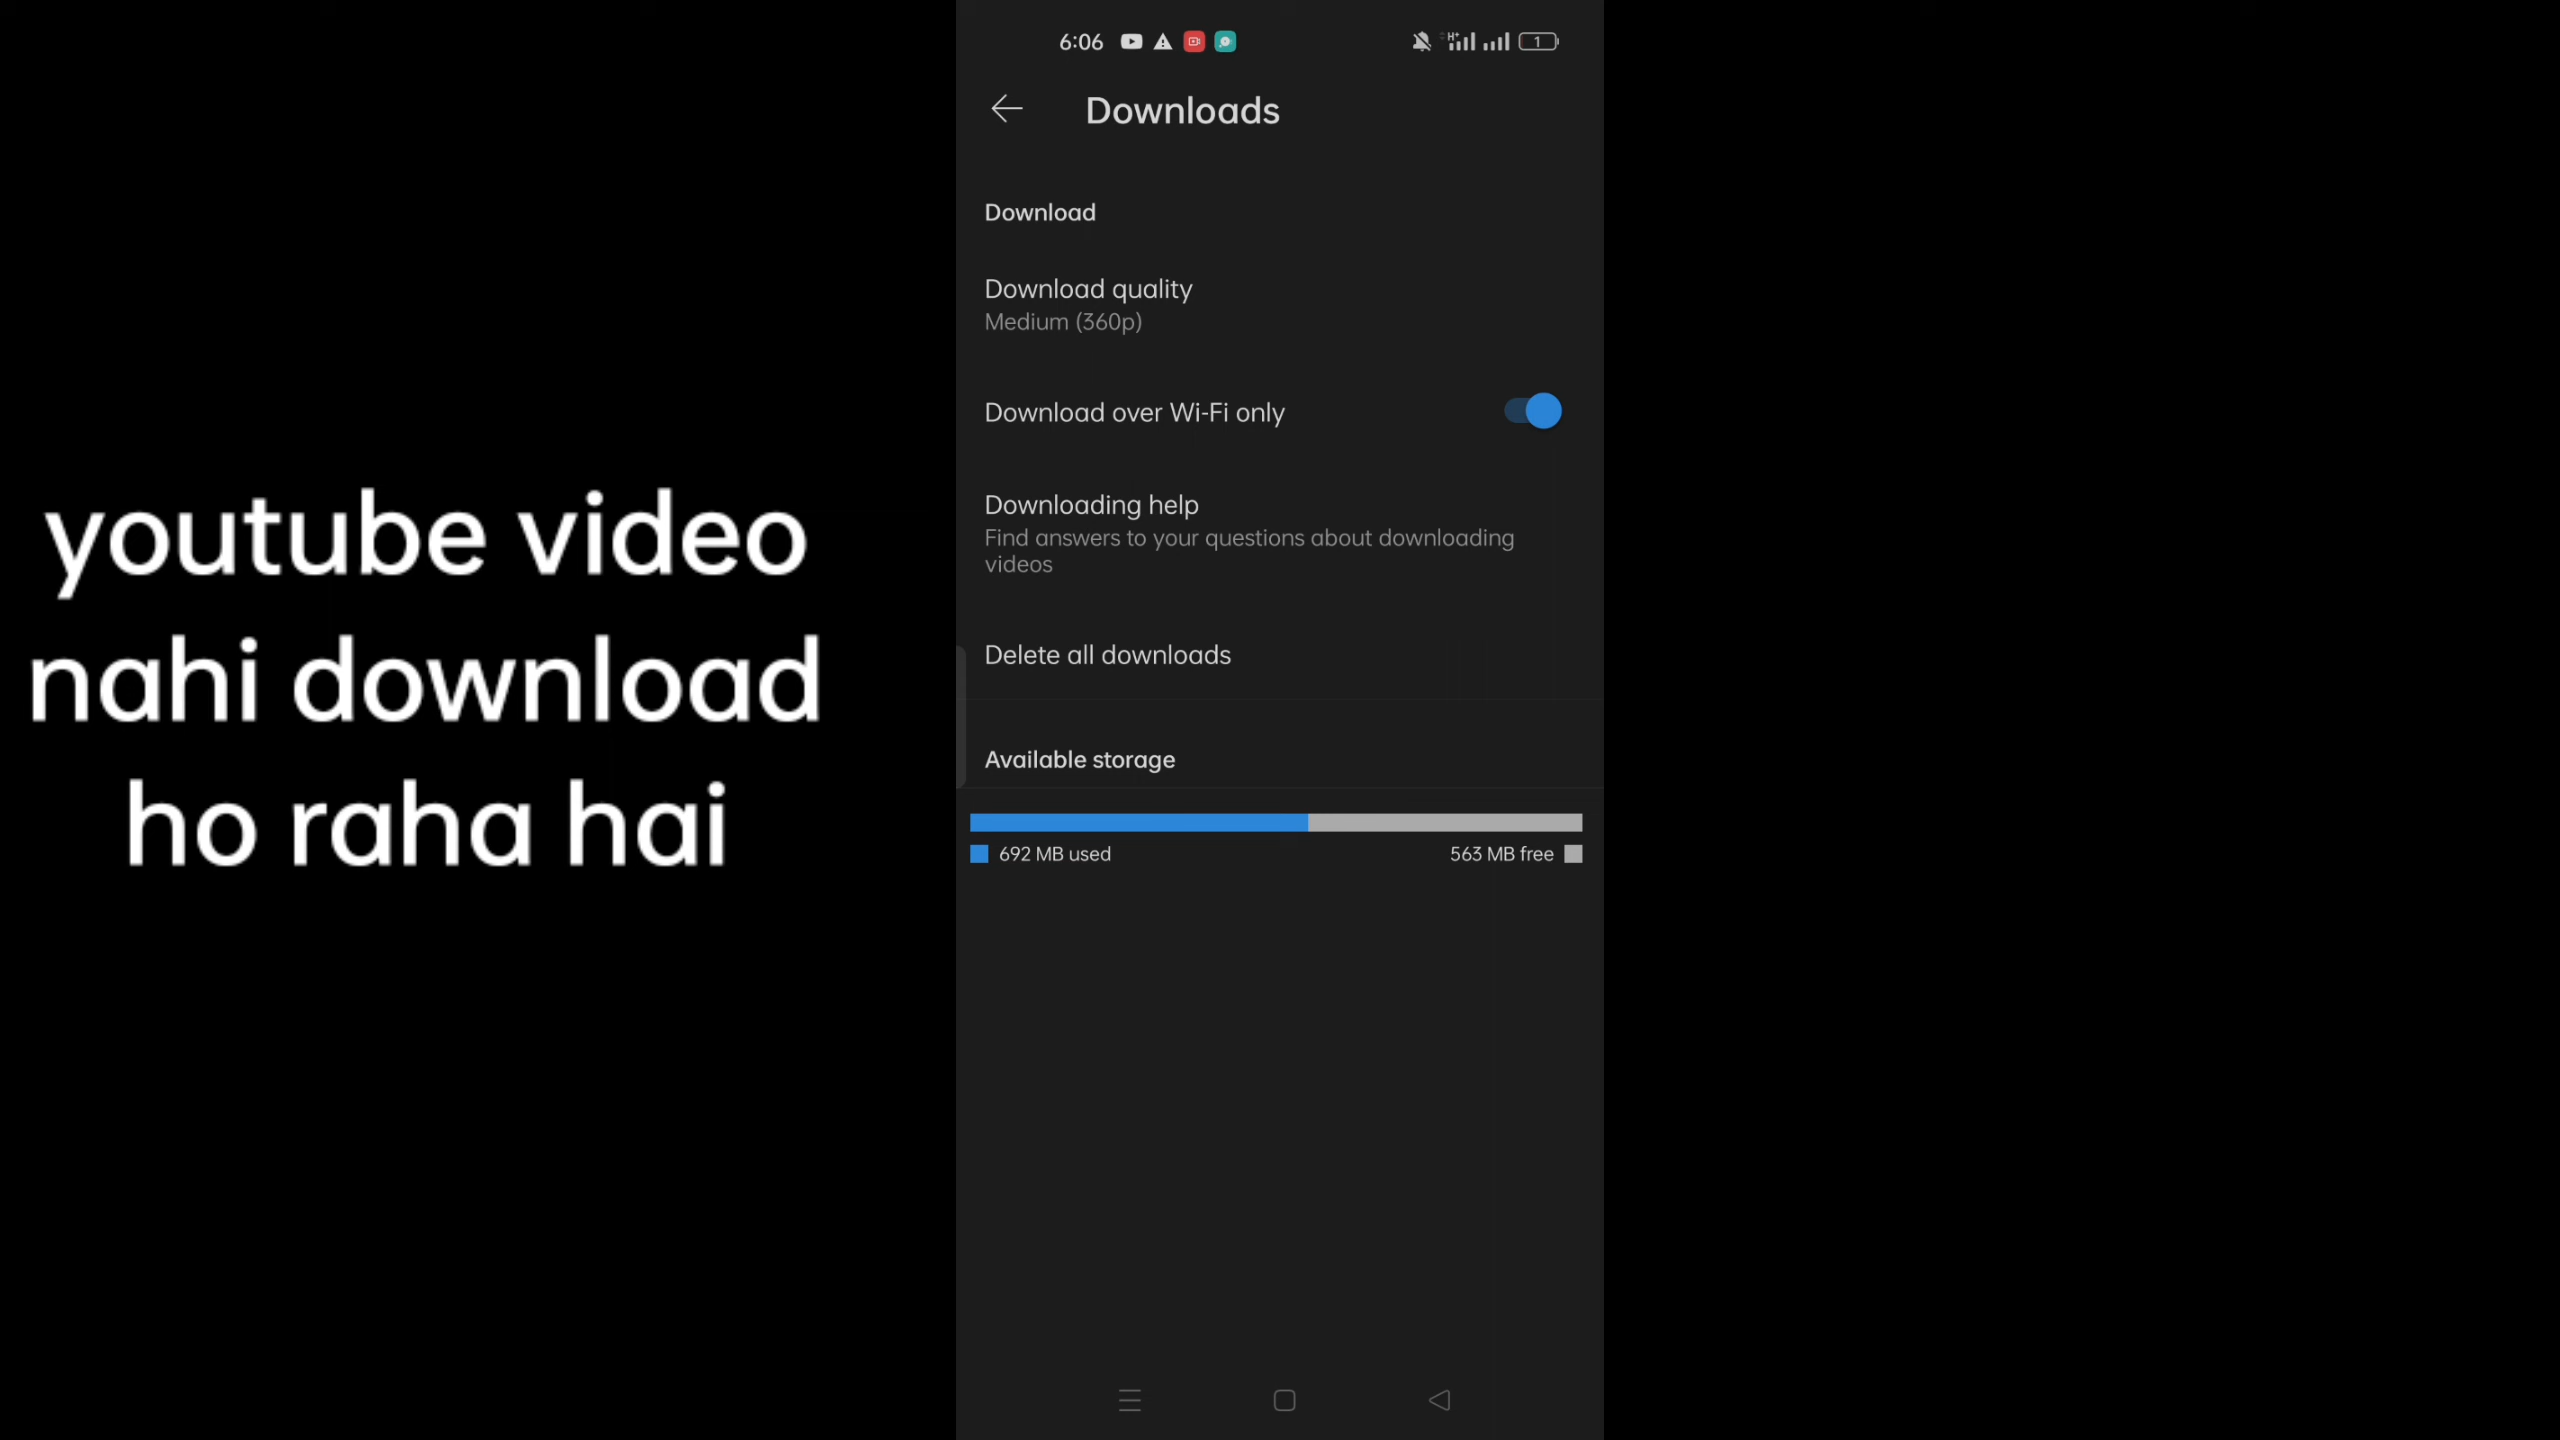 youtube video
nahi download
ho raha hai
6:06
H+
1
Downloads
Download
Download quality
Medium (360p)
Download over Wi-Fi only
Downloading help
Find answers to your questions about downloading
videos
Delete all downloads
Available storage
692 MB used
563 MB free